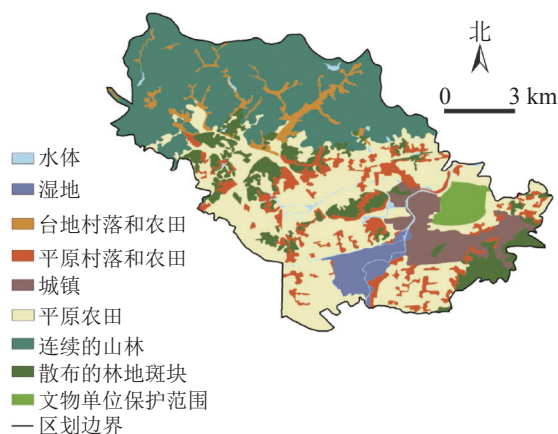 北
0 3 km
水体
湿地
台地村落和农田
平原村落和农田
城镇
平原农田
连续的山林
散布的林地斑块
文物单位保护范围
区划边界